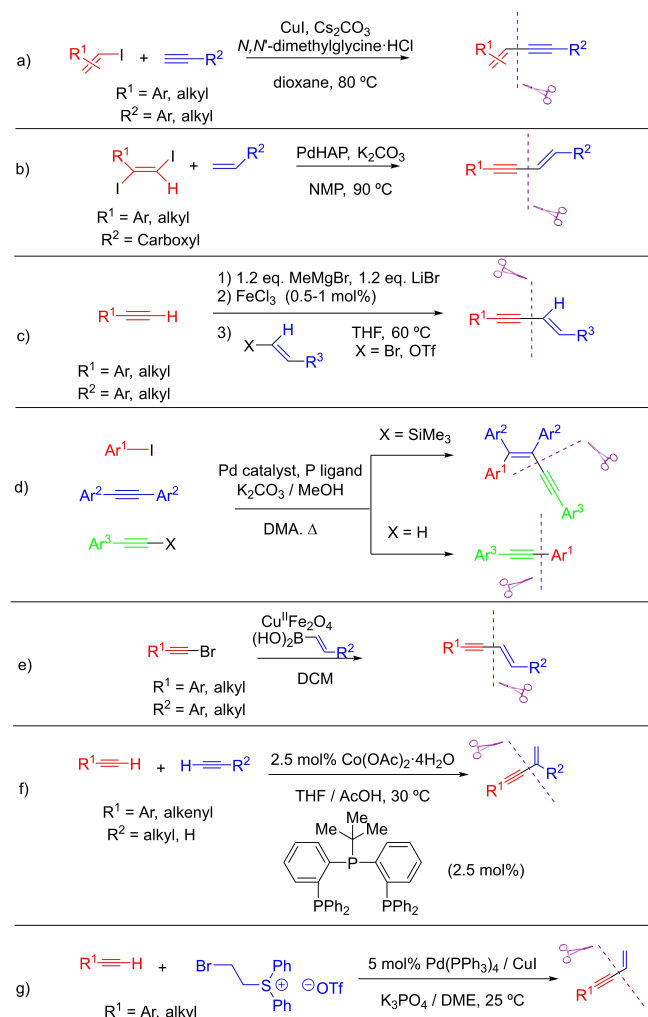 a)
R¹
I
+
R²
CuI, Cs₂CO₃
N,N'-dimethylglycine·HCl
dioxane, 80 ºC
R¹
R²
R¹ = Ar, alkyl
R² = Ar, alkyl
b)
R¹
I
I
H
+
R²
PdHAP, K₂CO₃
NMP, 90 ºC
R¹
R²
R¹ = Ar, alkyl
R² = Carboxyl
c)
R¹
H
1) 1.2 eq. MeMgBr, 1.2 eq. LiBr
2) FeCl₃ (0.5-1 mol%)
3)
X
H
R³
THF, 60 ºC
X = Br, OTf
R¹
H
R³
R¹ = Ar, alkyl
R² = Ar, alkyl
d)
Ar¹
I
Ar²
Ar²
Ar³
X
Pd catalyst, P ligand
K₂CO₃ / MeOH
DMA. Δ
X = SiMe₃
Ar²
Ar²
Ar¹
Ar³
X = H
Ar³
Ar¹
e)
R¹
Br
CuᴵᴵFe₂O₄
(HO)₂B
R²
DCM
R¹
R²
R¹ = Ar, alkyl
R² = Ar, alkyl
f)
R¹
H
+
H
R²
2.5 mol% Co(OAc)₂·4H₂O
THF / AcOH, 30 ºC
R¹
R²
R¹ = Ar, alkenyl
R² = alkyl, H
Me
Me
Me
P
PPh₂
PPh₂
(2.5 mol%)
g)
R¹
H
+
Br
Ph
S
+
Ph
−
OTf
5 mol% Pd(PPh₃)₄ / CuI
K₃PO₄ / DME, 25 ºC
R¹
R¹ = Ar, alkyl